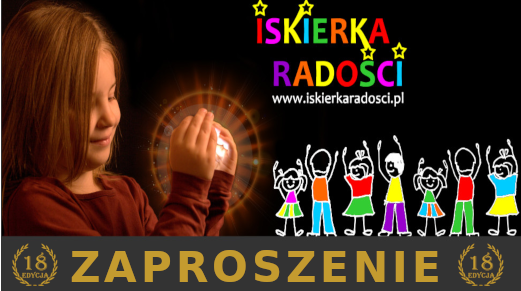 ISKIERKA
RADOŚCI
www.iskierkaradosci.pl
18 EDYCJA
ZAPROSZENIE
18 EDYCJA